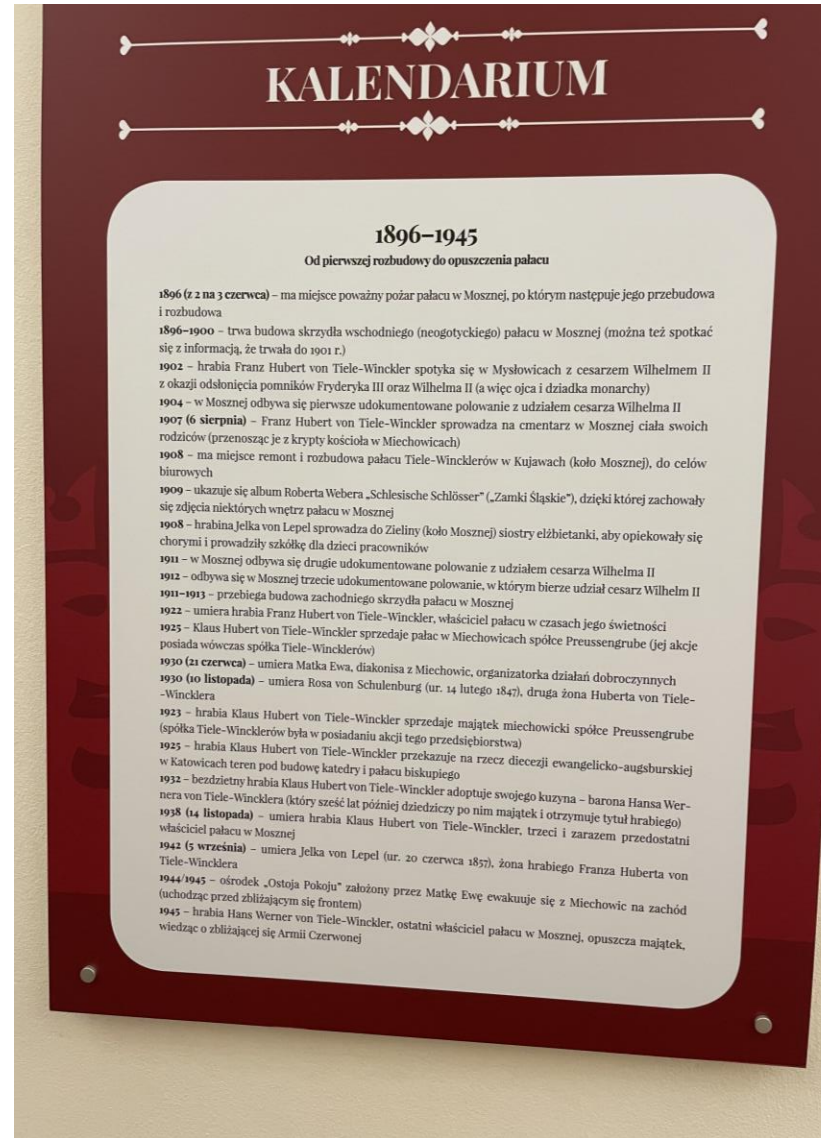 KALENDARIUM
1896–1945
Od pierwszej rozbudowy do opuszczenia pałacu
1896 (z 2 na 3 czerwca) – ma miejsce poważny pożar pałacu w Mosznej, po którym następuje jego przebudowa
i rozbudowa
1896–1900 – trwa budowa skrzydła wschodniego (neogotyckiego) pałacu w Mosznej (można też spotkać
się z informacją, że trwała do 1901 r.)
1902 – hrabia Franz Hubert von Tiele-Winckler spotyka się w Mysłowicach z cesarzem Wilhelmem II
z okazji odsłonięcia pomników Fryderyka III oraz Wilhelma II (a więc ojca i dziadka monarchy)
1904 – w Mosznej odbywa się pierwsze udokumentowane polowanie z udziałem cesarza Wilhelma II
1907 (6 sierpnia) – Franz Hubert von Tiele-Winckler sprowadza na cmentarz w Mosznej ciała swoich
rodziców (przenosząc je z krypty kościoła w Miechowicach)
1908 – ma miejsce remont i rozbudowa pałacu Tiele-Wincklerów w Kujawach (koło Mosznej), do celów
biurowych
1909 – ukazuje się album Roberta Webera „Schlesische Schlösser” („Zamki Śląskie”), dzięki której zachowały
się zdjęcia niektórych wnętrz pałacu w Mosznej
1908 – hrabina Jelka von Lepel sprowadza do Zieliny (koło Mosznej) siostry elżbietanki, aby opiekowały się
chorymi i prowadziły szkółkę dla dzieci pracowników
1911 – w Mosznej odbywa się drugie udokumentowane polowanie z udziałem cesarza Wilhelma II
1912 – odbywa się w Mosznej trzecie udokumentowane polowanie, w którym bierze udział cesarz Wilhelm II
1911–1913 – przebiega budowa zachodniego skrzydła pałacu w Mosznej
1922 – umiera hrabia Franz Hubert von Tiele-Winckler, właściciel pałacu w czasach jego świetności
1925 – Klaus Hubert von Tiele-Winckler sprzedaje pałac w Miechowicach spółce Preussengrube (jej akcje
posiada wówczas spółka Tiele-Wincklerów)
1930 (21 czerwca) – umiera Matka Ewa, diakonisa z Miechowic, organizatorka działań dobroczynnych
1930 (10 listopada) – umiera Rosa von Schulenburg (ur. 14 lutego 1847), druga żona Huberta von Tiele-
-Wincklera
1923 – hrabia Klaus Hubert von Tiele-Winckler sprzedaje majątek miechowicki spółce Preussengrube
(spółka Tiele-Wincklerów była w posiadaniu akcji tego przedsiębiorstwa)
1925 – hrabia Klaus Hubert von Tiele-Winckler przekazuje na rzecz diecezji ewangelicko-augsburskiej
w Katowicach teren pod budowę katedry i pałacu biskupiego
1932 – bezdzietny hrabia Klaus Hubert von Tiele-Winckler adoptuje swojego kuzyna – barona Hansa Wer-
nera von Tiele-Wincklera (który sześć lat później dziedziczy po nim majątek i otrzymuje tytuł hrabiego)
1938 (14 listopada) – umiera hrabia Klaus Hubert von Tiele-Winckler, trzeci i zarazem przedostatni
właściciel pałacu w Mosznej
1942 (5 września) – umiera Jelka von Lepel (ur. 20 czerwca 1857), żona hrabiego Franza Huberta von
Tiele-Wincklera
1944/1945 – ośrodek „Ostoja Pokoju” założony przez Matkę Ewę ewakuuje się z Miechowic na zachód
(uchodząc przed zbliżającym się frontem)
1945 – hrabia Hans Werner von Tiele-Winckler, ostatni właściciel pałacu w Mosznej, opuszcza majątek,
wiedząc o zbliżającej się Armii Czerwonej